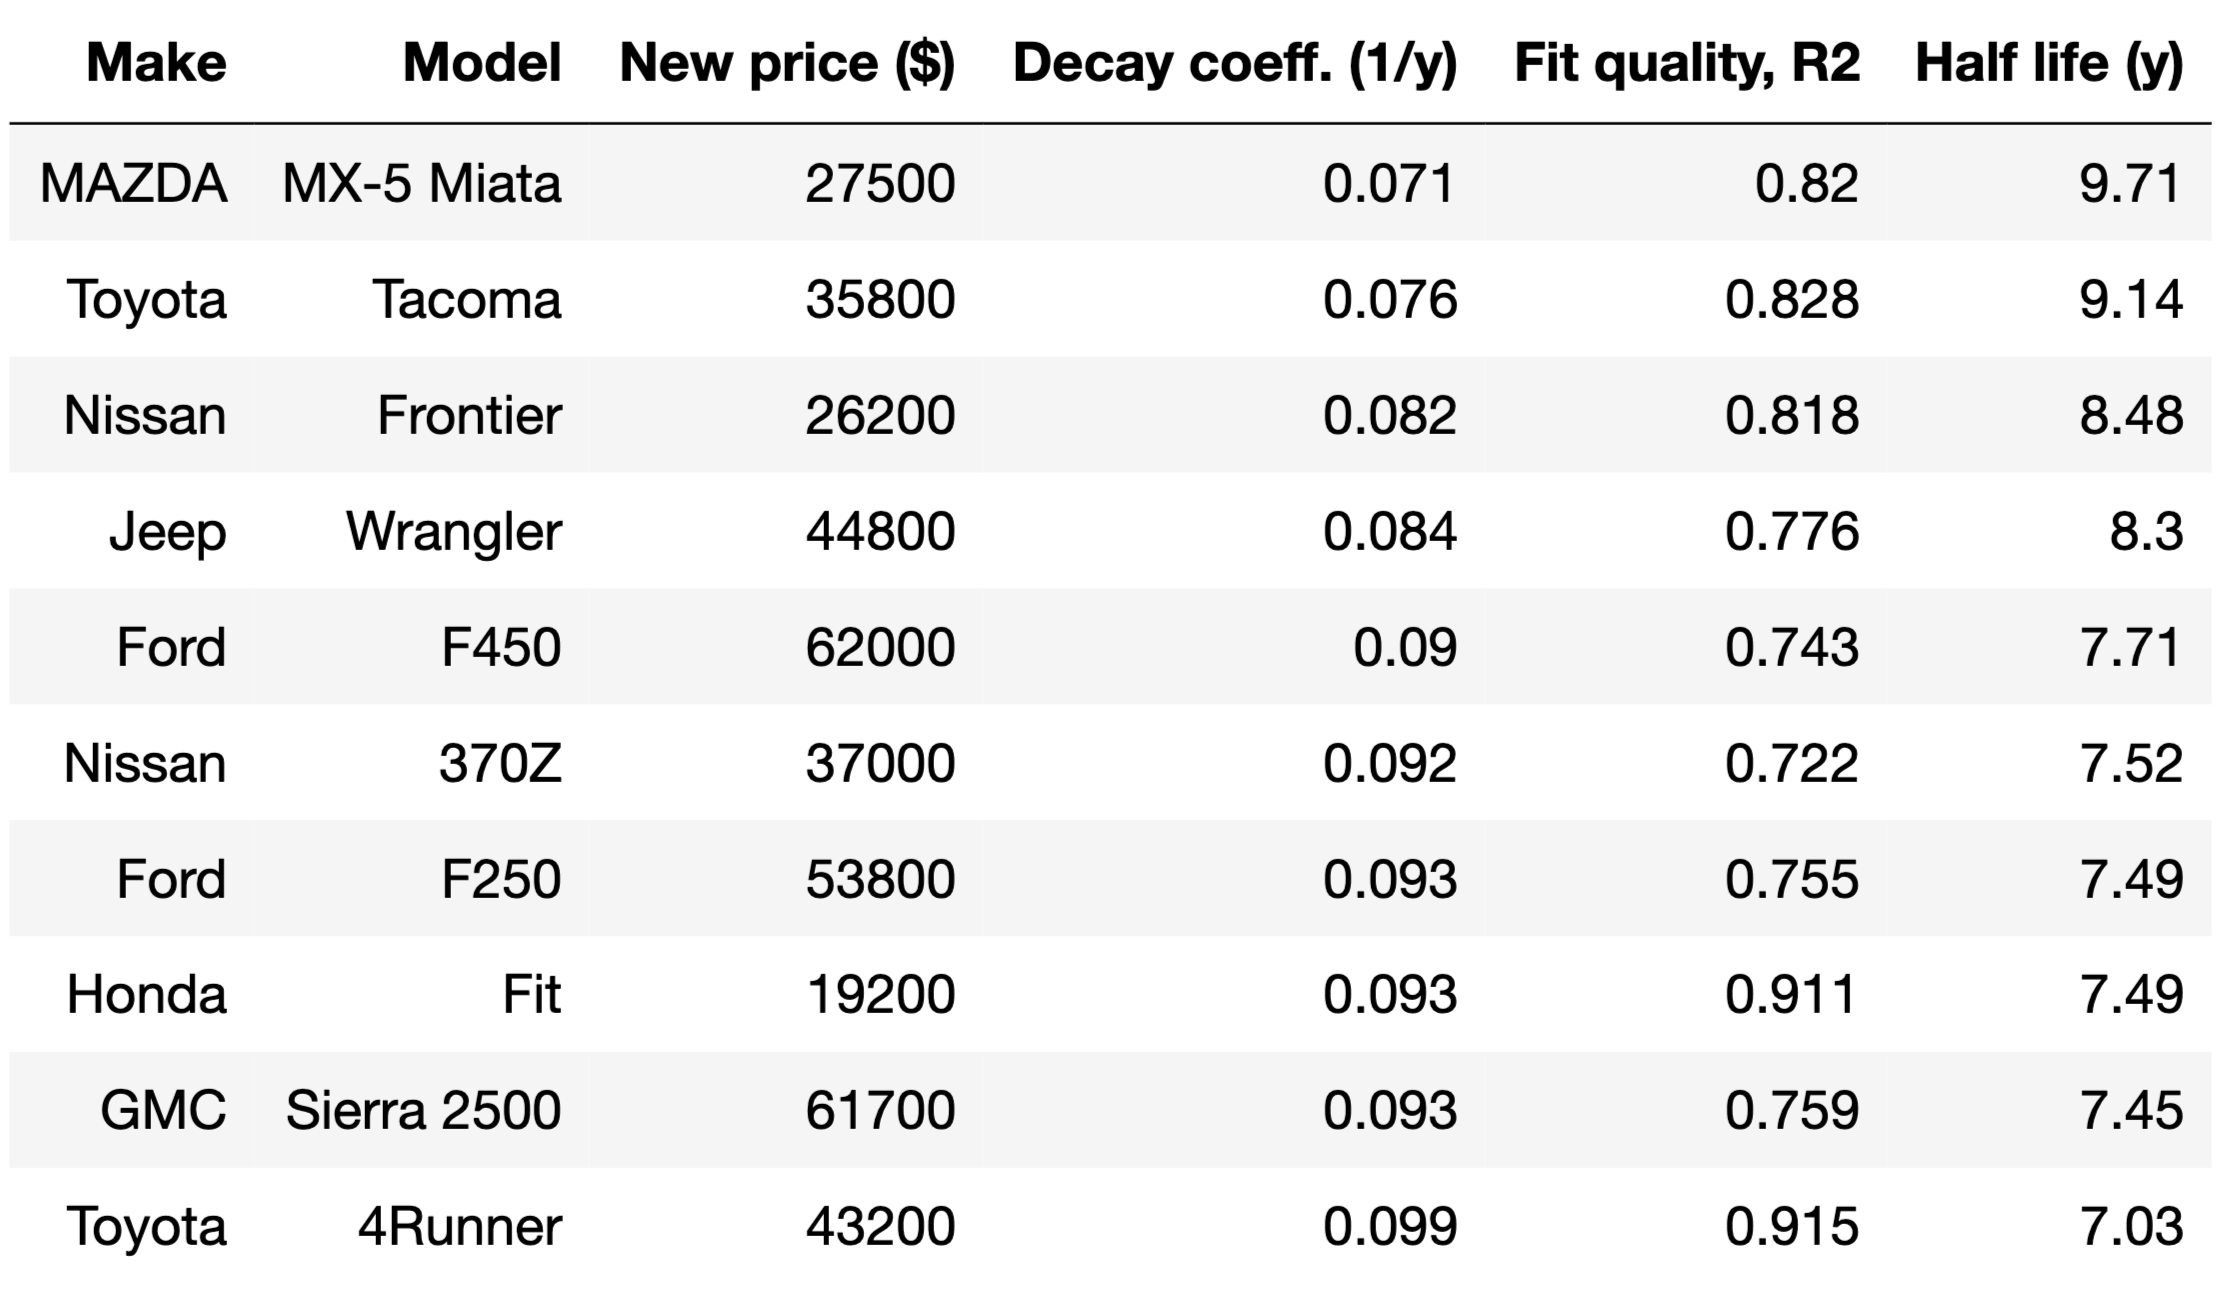 Make Model New price ($) Decay coeff. (1/y) Fit quality, R2 Half life (y)
MAZDA MX-5 Miata 27500 0.071 0.82 9.71
Toyota Tacoma 35800 0.076 0.828 9.14
Nissan Frontier 26200 0.082 0.818 8.48
Jeep Wrangler 44800 0.084 0.776 8.3
Ford F450 62000 0.09 0.743 7.71
Nissan 370Z 37000 0.092 0.722 7.52
Ford F250 53800 0.093 0.755 7.49
Honda Fit 19200 0.093 0.911 7.49
GMC Sierra 2500 61700 0.093 0.759 7.45
Toyota 4Runner 43200 0.099 0.915 7.03